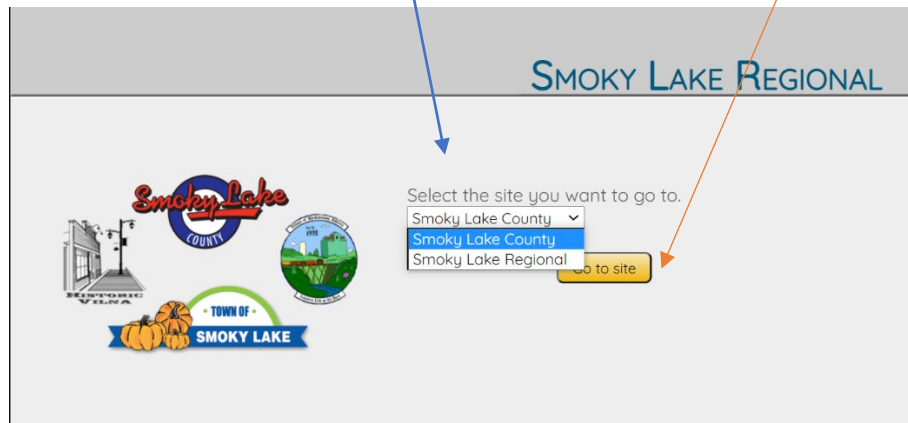 SMOKY LAKE REGIONAL
Select the site you want to go to.
Smoky Lake County
Smoky Lake County
Smoky Lake Regional
Go to site
Smoky Lake
COUNTY
1921
HISTORIC
VILNA
TOWN OF
SMOKY LAKE